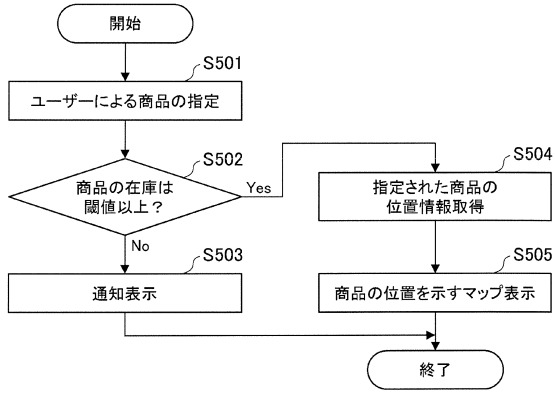 開始
S501
ユーザーによる商品の指定
S502
商品の在庫は
閾値以上？
Yes
No
S503
通知表示
S504
指定された商品の
位置情報取得
S505
商品の位置を示すマップ表示
終了